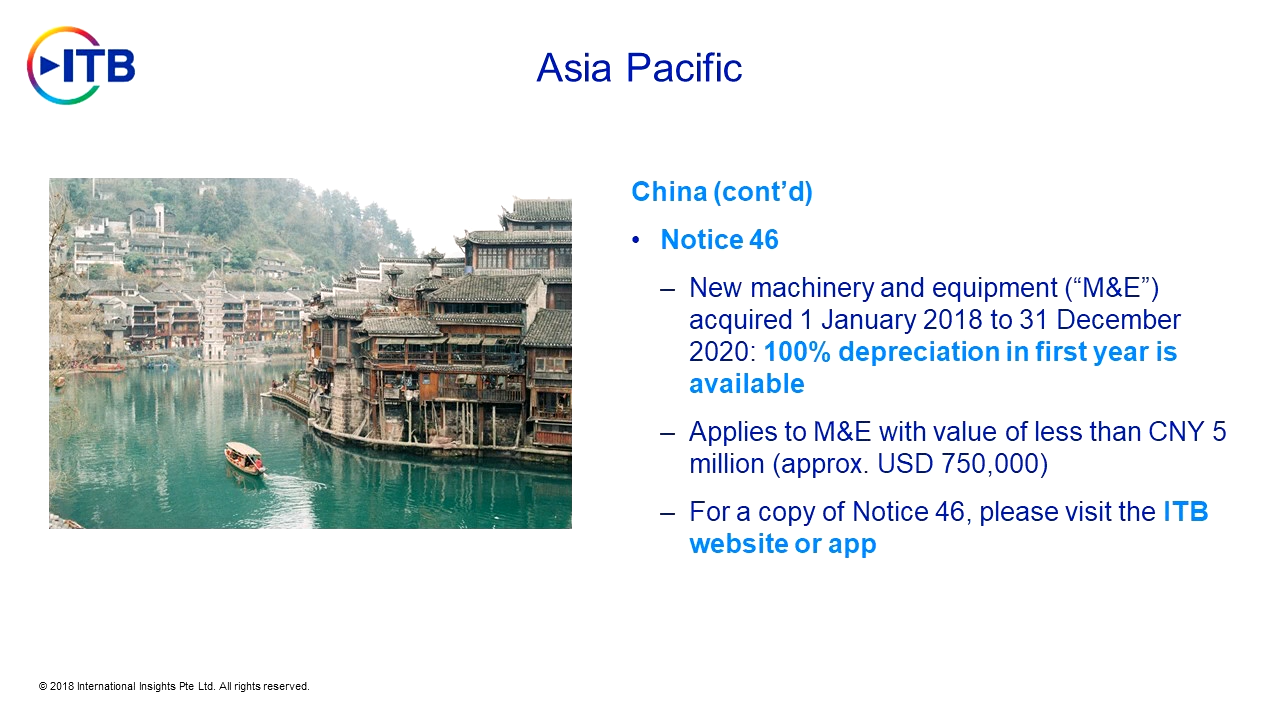 ITB
Asia Pacific
China (cont’d)
• Notice 46
– New machinery and equipment (“M&E”)
acquired 1 January 2018 to 31 December
2020: 100% depreciation in first year is
available
– Applies to M&E with value of less than CNY 5
million (approx. USD 750,000)
– For a copy of Notice 46, please visit the ITB
website or app
© 2018 International Insights Pte Ltd. All rights reserved.